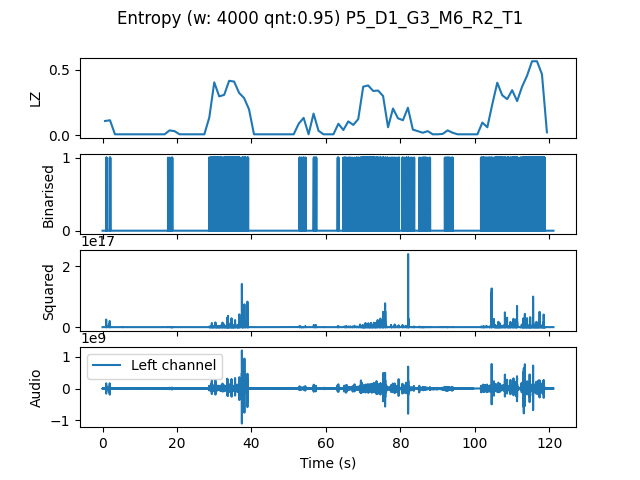 Entropy (w: 4000 qnt:0.95) P5_D1_G3_M6_R2_T1
0.5
0.0
LZ
1
0
Binarised
1e17
2
0
Squared
1e9
1
0
−1
Audio
Left channel
0 20 40 60 80 100 120
Time (s)